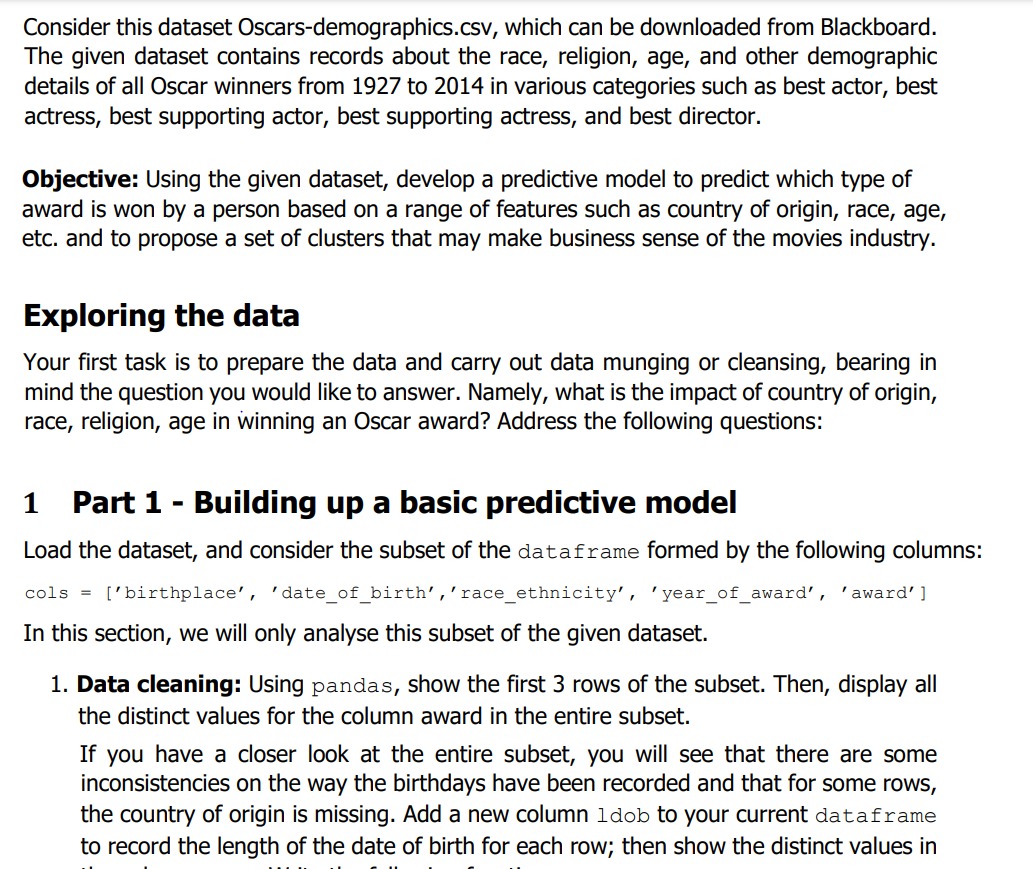 Consider this dataset Oscars-demographics.csv, which can be downloaded from Blackboard.
The given dataset contains records about the race, religion, age, and other demographic
details of all Oscar winners from 1927 to 2014 in various categories such as best actor, best
actress, best supporting actor, best supporting actress, and best director.
Objective: Using the given dataset, develop a predictive model to predict which type of
award is won by a person based on a range of features such as country of origin, race, age,
etc. and to propose a set of clusters that may make business sense of the movies industry.
Exploring the data
Your first task is to prepare the data and carry out data munging or cleansing, bearing in
mind the question you would like to answer. Namely, what is the impact of country of origin,
race, religion, age in winning an Oscar award? Address the following questions:
1 Part 1 - Building up a basic predictive model
Load the dataset, and consider the subset of the dataframe formed by the following columns:
cols = ['birthplace', 'date_of_birth','race_ethnicity', 'year_of_award', 'award']
In this section, we will only analyse this subset of the given dataset.
1. Data cleaning: Using pandas, show the first 3 rows of the subset. Then, display all
the distinct values for the column award in the entire subset.
If you have a closer look at the entire subset, you will see that there are some
inconsistencies on the way the birthdays have been recorded and that for some rows,
the country of origin is missing. Add a new column ldob to your current dataframe
to record the length of the date of birth for each row; then show the distinct values in